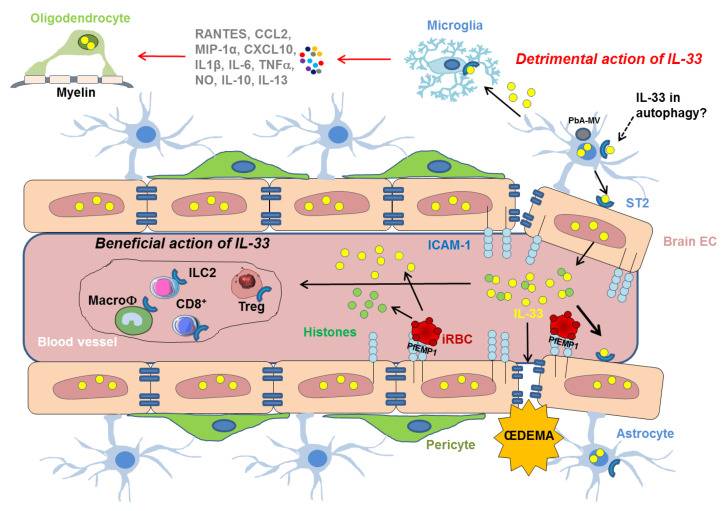 Oligodendrocyte
Myelin
RANTES, CCL2,
MIP-1α, CXCL10,
IL1β, IL-6, TNFα,
NO, IL-10, IL-13
Microglia
Detrimental action of IL-33
PbA-MV
IL-33 in
autophagy?
ST2
Brain EC
Beneficial action of IL-33
ICAM-1
ILC2
MacroΦ
CD8⁺
Treg
Blood vessel
Histones
iRBC
PfEMP1
IL-33
PfEMP1
ŒDEMA
Pericyte
Astrocyte